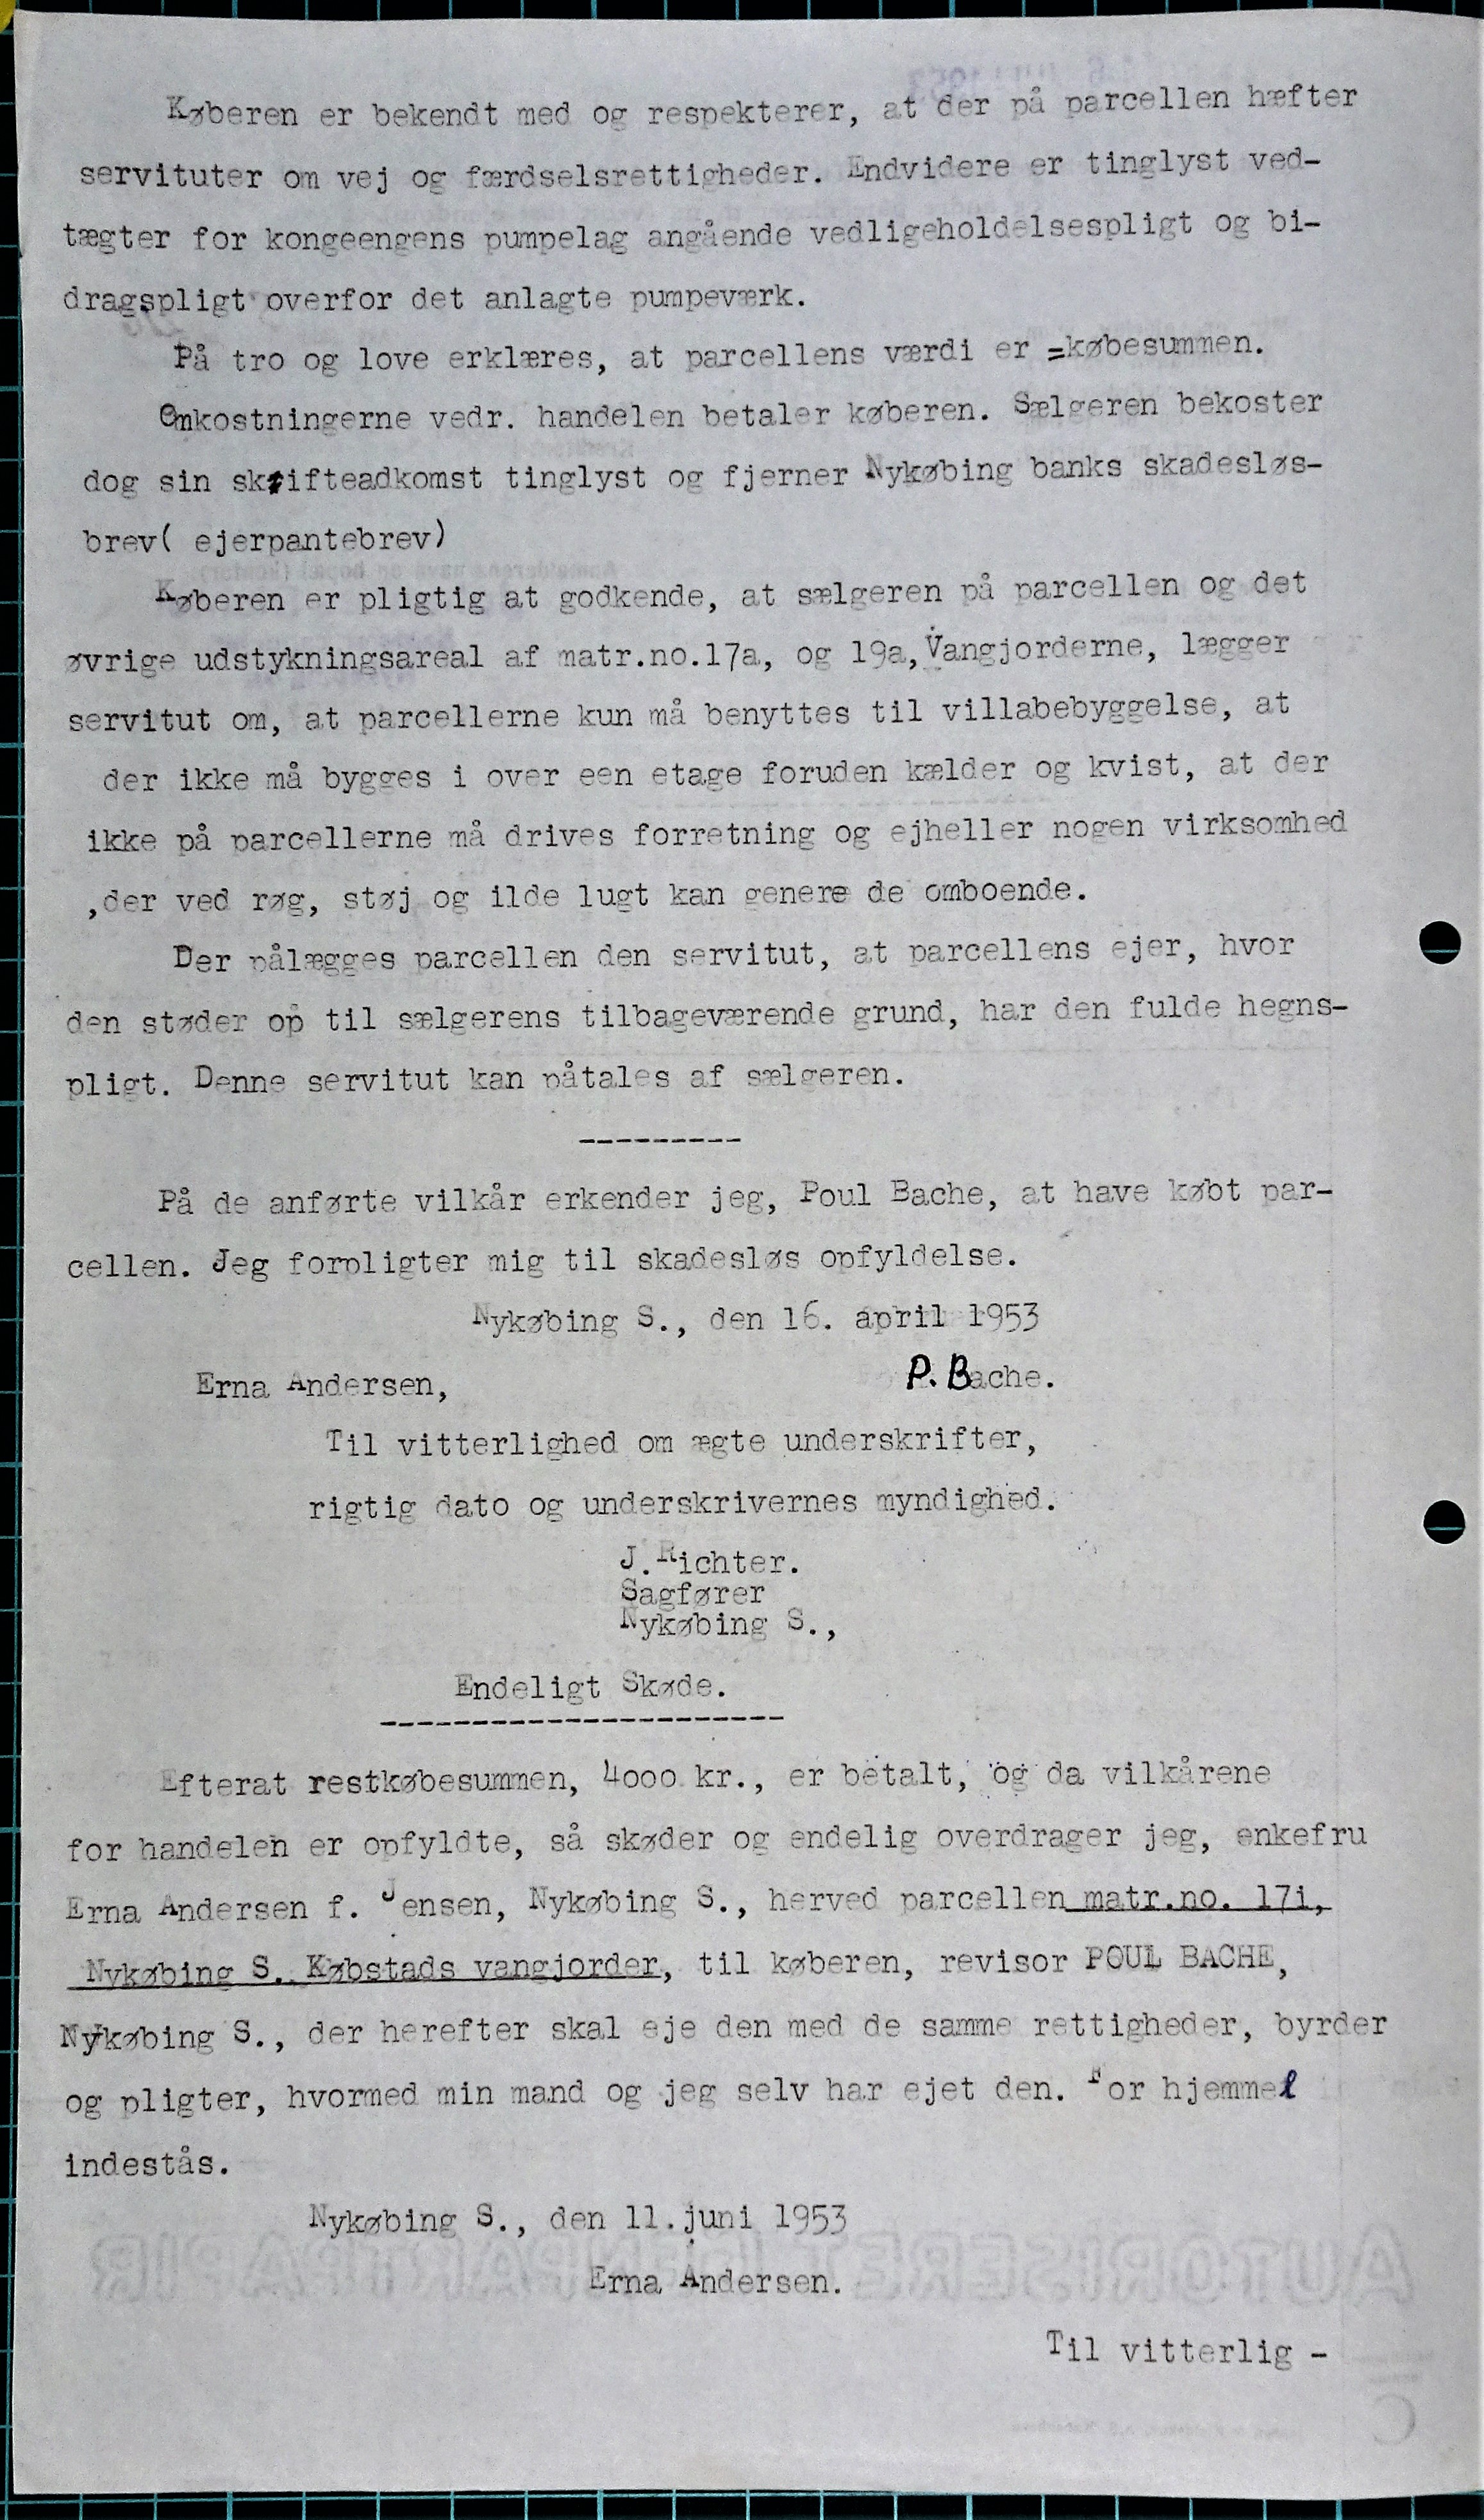 Køberen er bekendt med og respekterer, at der på parcellen hæfter
servituter om vej og færdselsrettigheder. Endvidere er tinglyst ved-
tægter for kongeengens pumpelag angående vedligeholdelsespligt og bi-
dragspligt overfor det anlagte pumpeværk.
På tro og love erklæres, at parcellens værdi er =købesummen.
Omkostningerne vedr. handelen betaler køberen. Sælgeren bekoster
dog sin skifteadkomst tinglyst og fjerner Nykøbing banks skadesløs-
brev( ejerpantebrev)
Køberen er pligtig at godkende, at sælgeren på parcellen og det
øvrige udstykningsareal af matr.no.17a, og 19a, Vangjorderne, lægger
servitut om, at parcellerne kun må benyttes til villabebyggelse, at
der ikke må bygges i over een etage foruden kælder og kvist, at der
ikke på parcellerne må drives forretning og ejheller nogen virksomhed
,der ved røg, støj og ilde lugt kan genere de omboende.
Der pålægges parcellen den servitut, at parcellens ejer, hvor
den støder op til sælgerens tilbageværende grund, har den fulde hegns-
pligt. Denne servitut kan påtales af sælgeren.
---------
På de anførte vilkår erkender jeg, Poul Bache, at have købt par-
cellen. Jeg forpligter mig til skadesløs opfyldelse.
Nykøbing S., den 16. april 1953
Erna Andersen, P. Bache.
Til vitterlighed om ægte underskrifter,
rigtig dato og underskrivernes myndighed.
J. Richter.
Sagfører
Nykøbing S.,
Endeligt Skøde.
----------------------
Efterat restkøbesummen, 4000 kr., er betalt, og da vilkårene
for handelen er opfyldte, så skøder og endelig overdrager jeg, enkefru
Erna Andersen f. Jensen, Nykøbing S., herved parcellen matr.no. 17i,
Nykøbing S. Købstads vangjorder, til køberen, revisor POUL BACHE,
Nykøbing S., der herefter skal eje den med de samme rettigheder, byrder
og pligter, hvormed min mand og jeg selv har ejet den. For hjemmel
indestås.
Nykøbing S., den 11. juni 1953
Erna Andersen.
Til vitterlig -